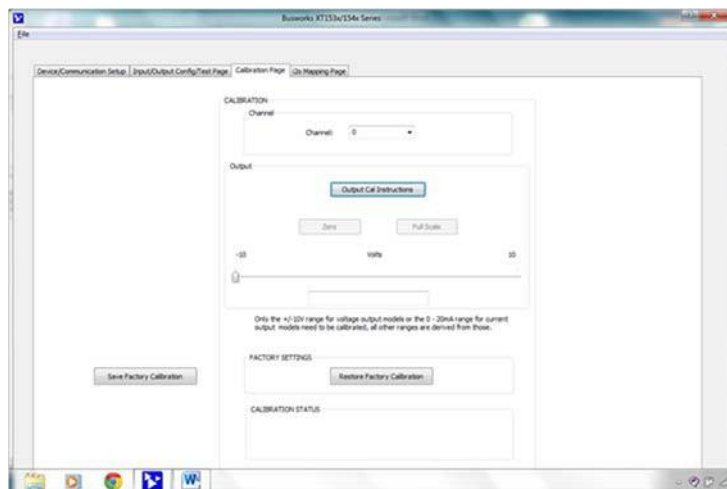 Busworks XT153x/154x Series
File
Device/Communication Setup Input/Output Config/Test Page Calibration Page i2o Mapping Page
CALIBRATION
Channel
Channel: 0
Output
Output Cal Instructions
Zero Full Scale
-10 Volts 10
Only the +/-10V range for voltage output models or the 0 - 20mA range for current
output models need to be calibrated, all other ranges are derived from those.
FACTORY SETTINGS
Save Factory Calibration Restore Factory Calibration
CALIBRATION STATUS